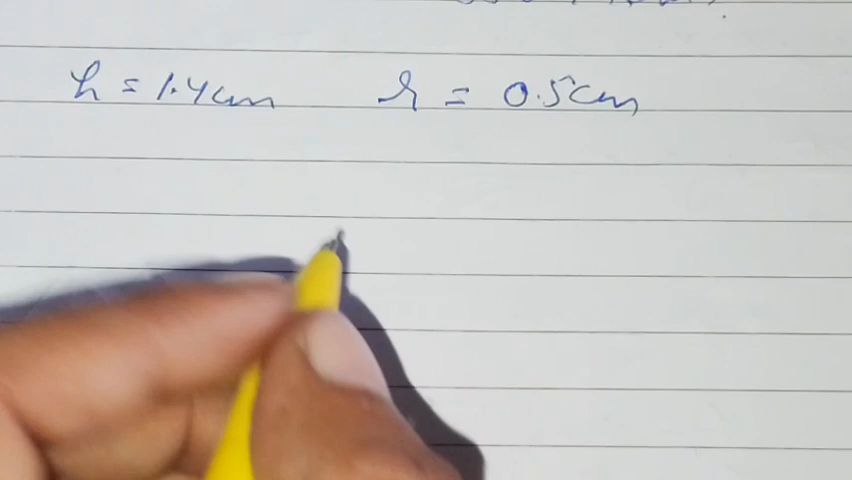 h = 1.4cm r = 0.5cm